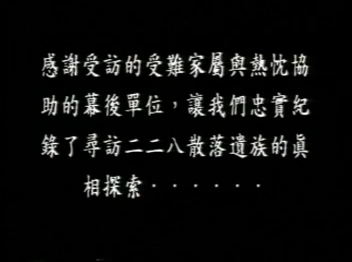 感謝受訪的受難家屬與熱忱協
助的幕後單位，讓我們忠實紀
錄了尋訪二二八散落遺族的真
相探索······